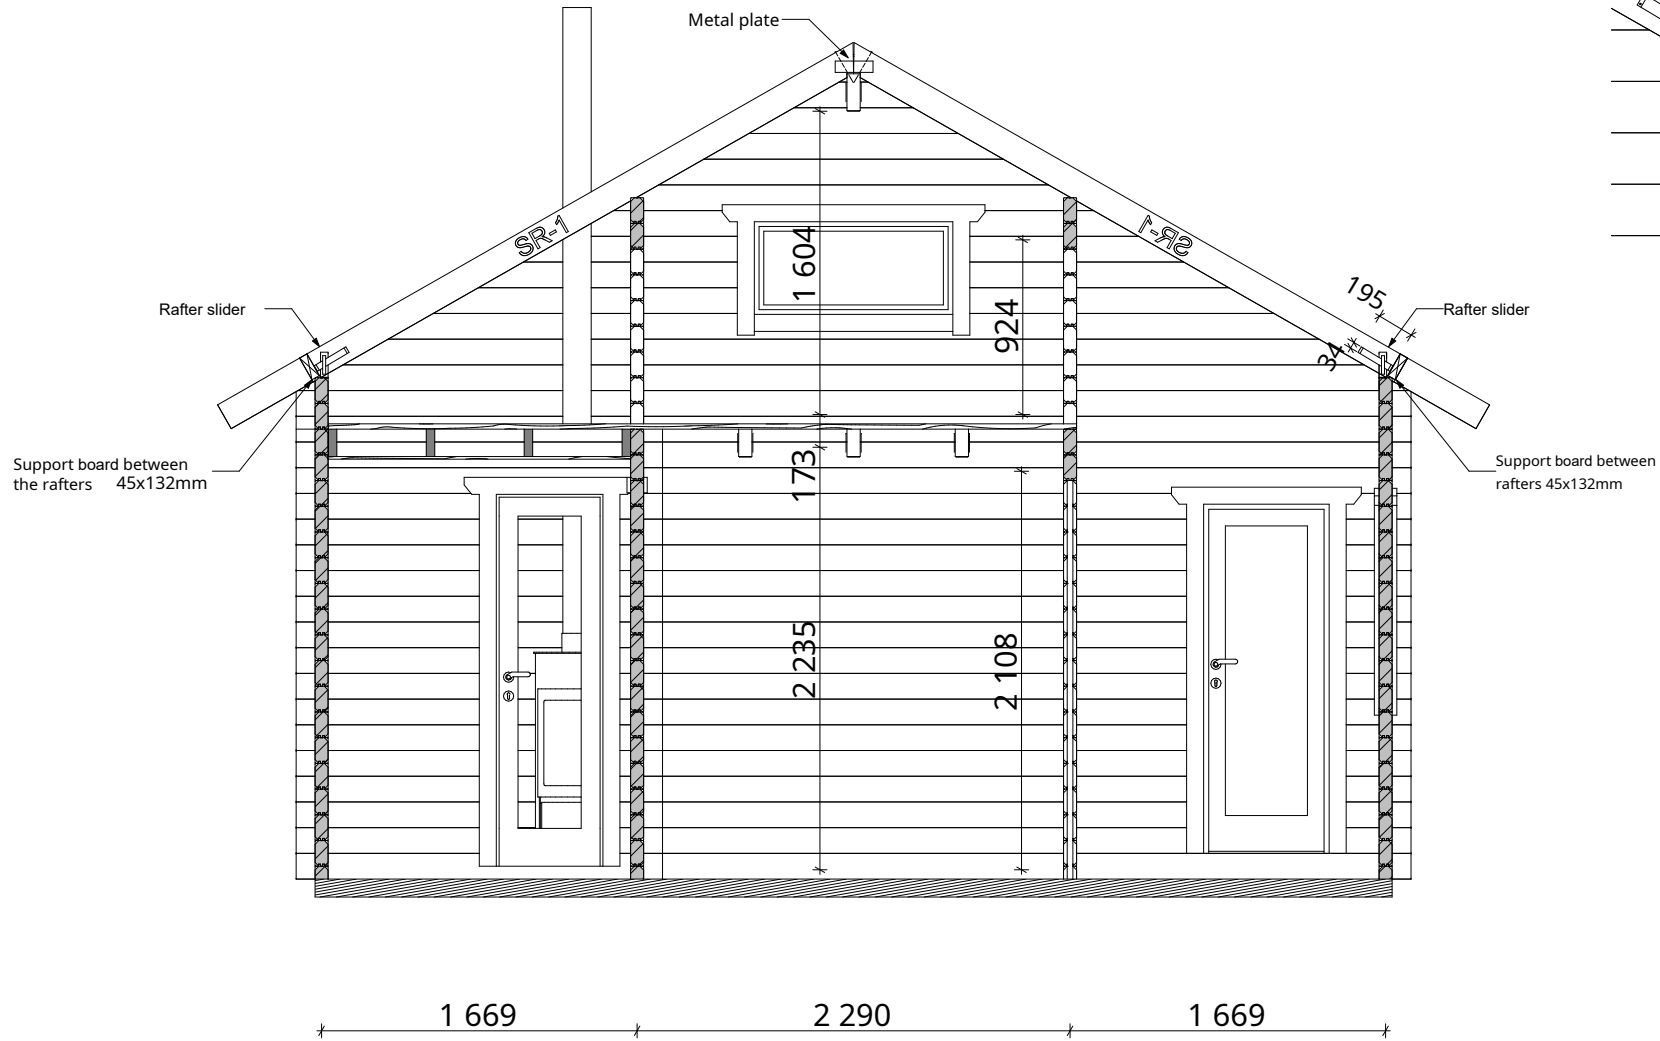 Metal plate
SR-1
SR-1
1 604
924
195
34
Rafter slider
Rafter slider
173
Support board between
the rafters 45x132mm
Support board between
rafters 45x132mm
2 235
2 108
1 669
2 290
1 669